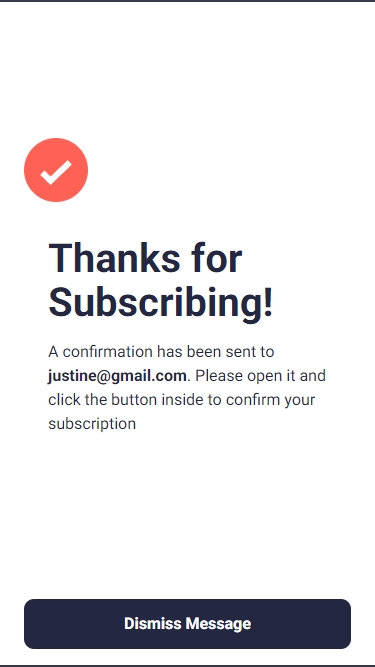 Thanks for
Subscribing!
A confirmation has been sent to
justine@gmail.com. Please open it and
click the button inside to confirm your
subscription
Dismiss Message